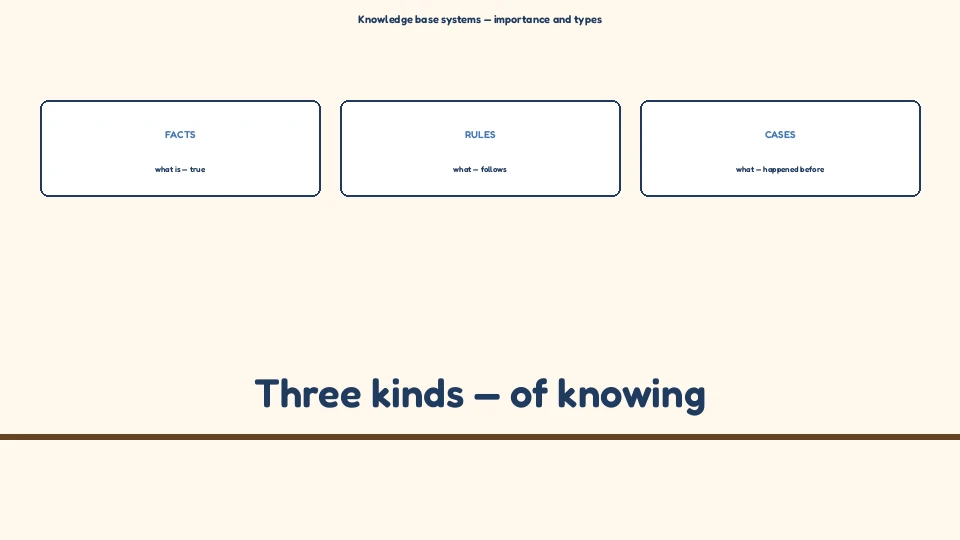 Knowledge base systems — importance and types
FACTS
what is — true
RULES
what — follows
CASES
what — happened before
Three kinds — of knowing